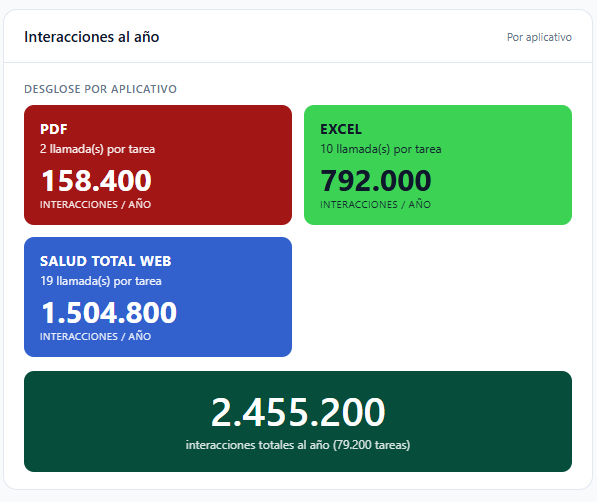 Interacciones al año
Por aplicativo
DESGLOSE POR APLICATIVO
PDF
2 llamada(s) por tarea
158.400
INTERACCIONES / AÑO
EXCEL
10 llamada(s) por tarea
792.000
INTERACCIONES / AÑO
SALUD TOTAL WEB
19 llamada(s) por tarea
1.504.800
INTERACCIONES / AÑO
2.455.200
interacciones totales al año (79.200 tareas)